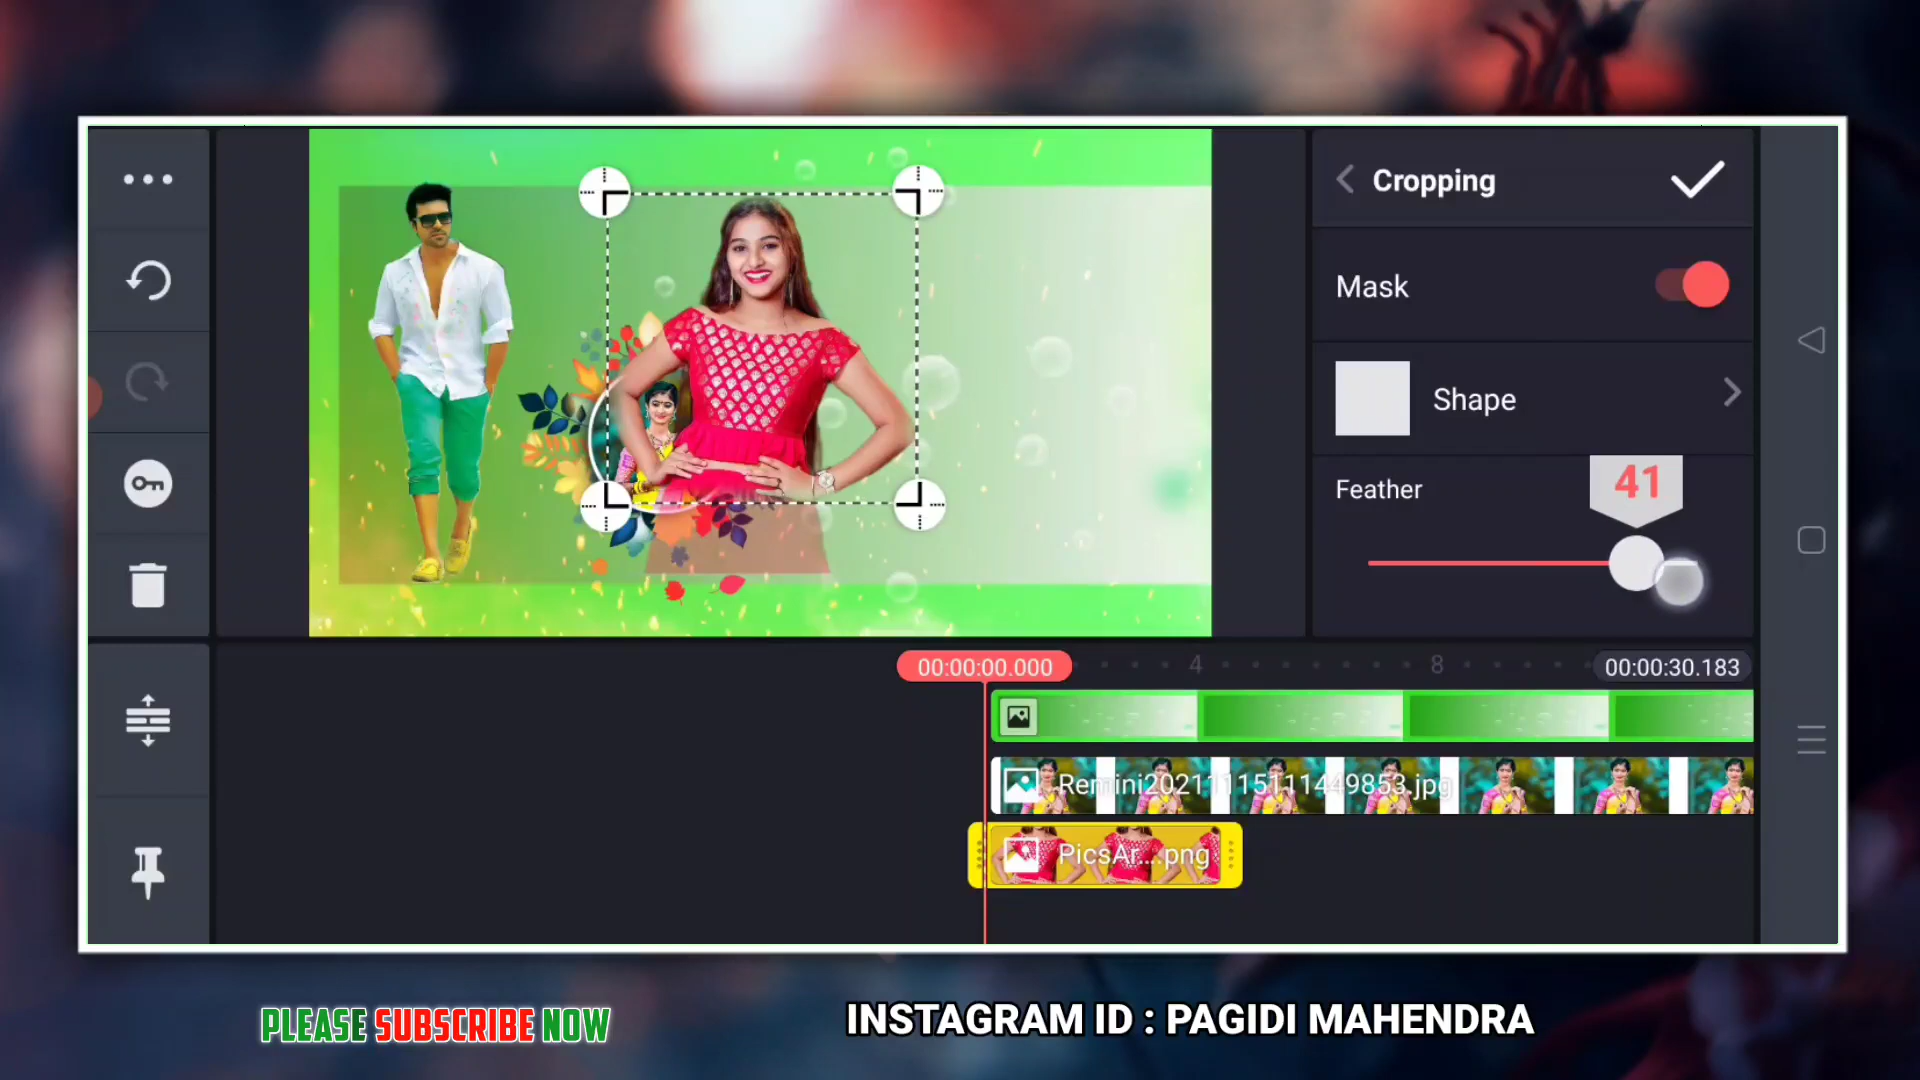 Cropping
Mask
Shape
Feather
41
00:00:00.000
4
8
00:00:30.183
Remini20211115111449853.jpg
PicsAr...png
PLEASE SUBSCRIBE NOW
INSTAGRAM ID : PAGIDI MAHENDRA